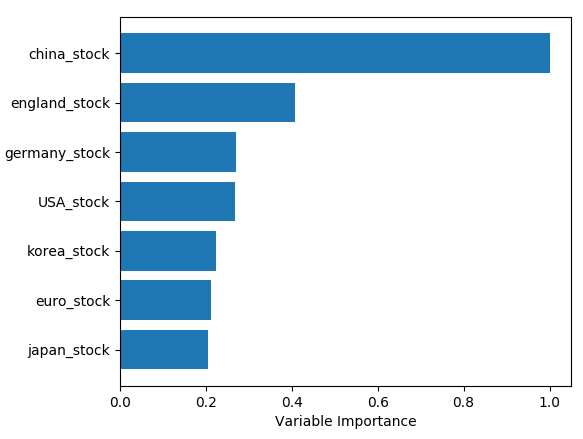 china_stock
england_stock
germany_stock
USA_stock
korea_stock
euro_stock
japan_stock
0.0 0.2 0.4 0.6 0.8 1.0
Variable Importance